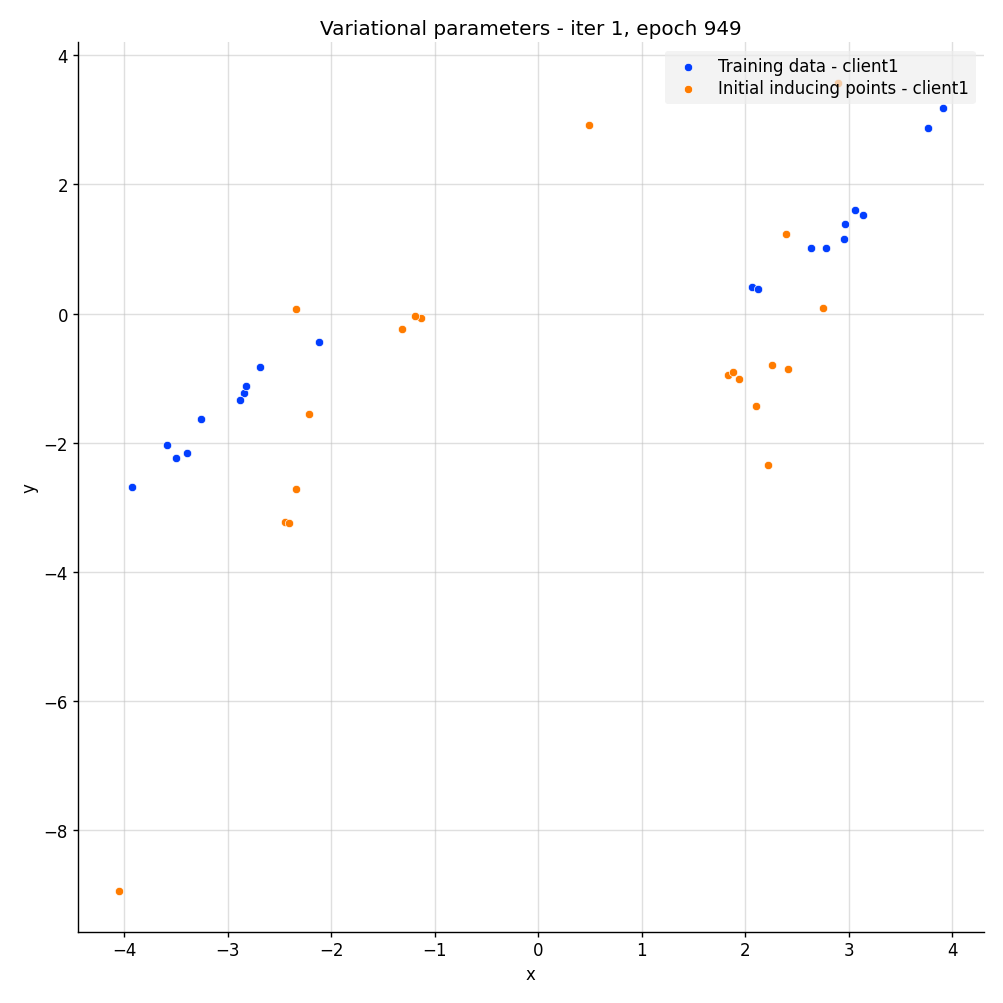 Variational parameters - iter 1, epoch 949
Training data - client1
Initial inducing points - client1
4
2
0
−2
−4
−6
−8
y
−4 −3 −2 −1 0 1 2 3 4
x